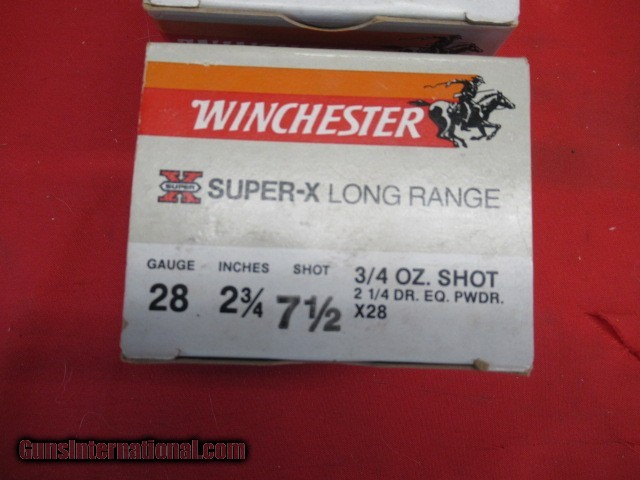 WINCHESTER
X
SUPER
SUPER-X LONG RANGE
GAUGE INCHES SHOT
28 2¾ 7½
3/4 OZ. SHOT
2 1/4 DR. EQ. PWDR.
X28
GunsInternational.com